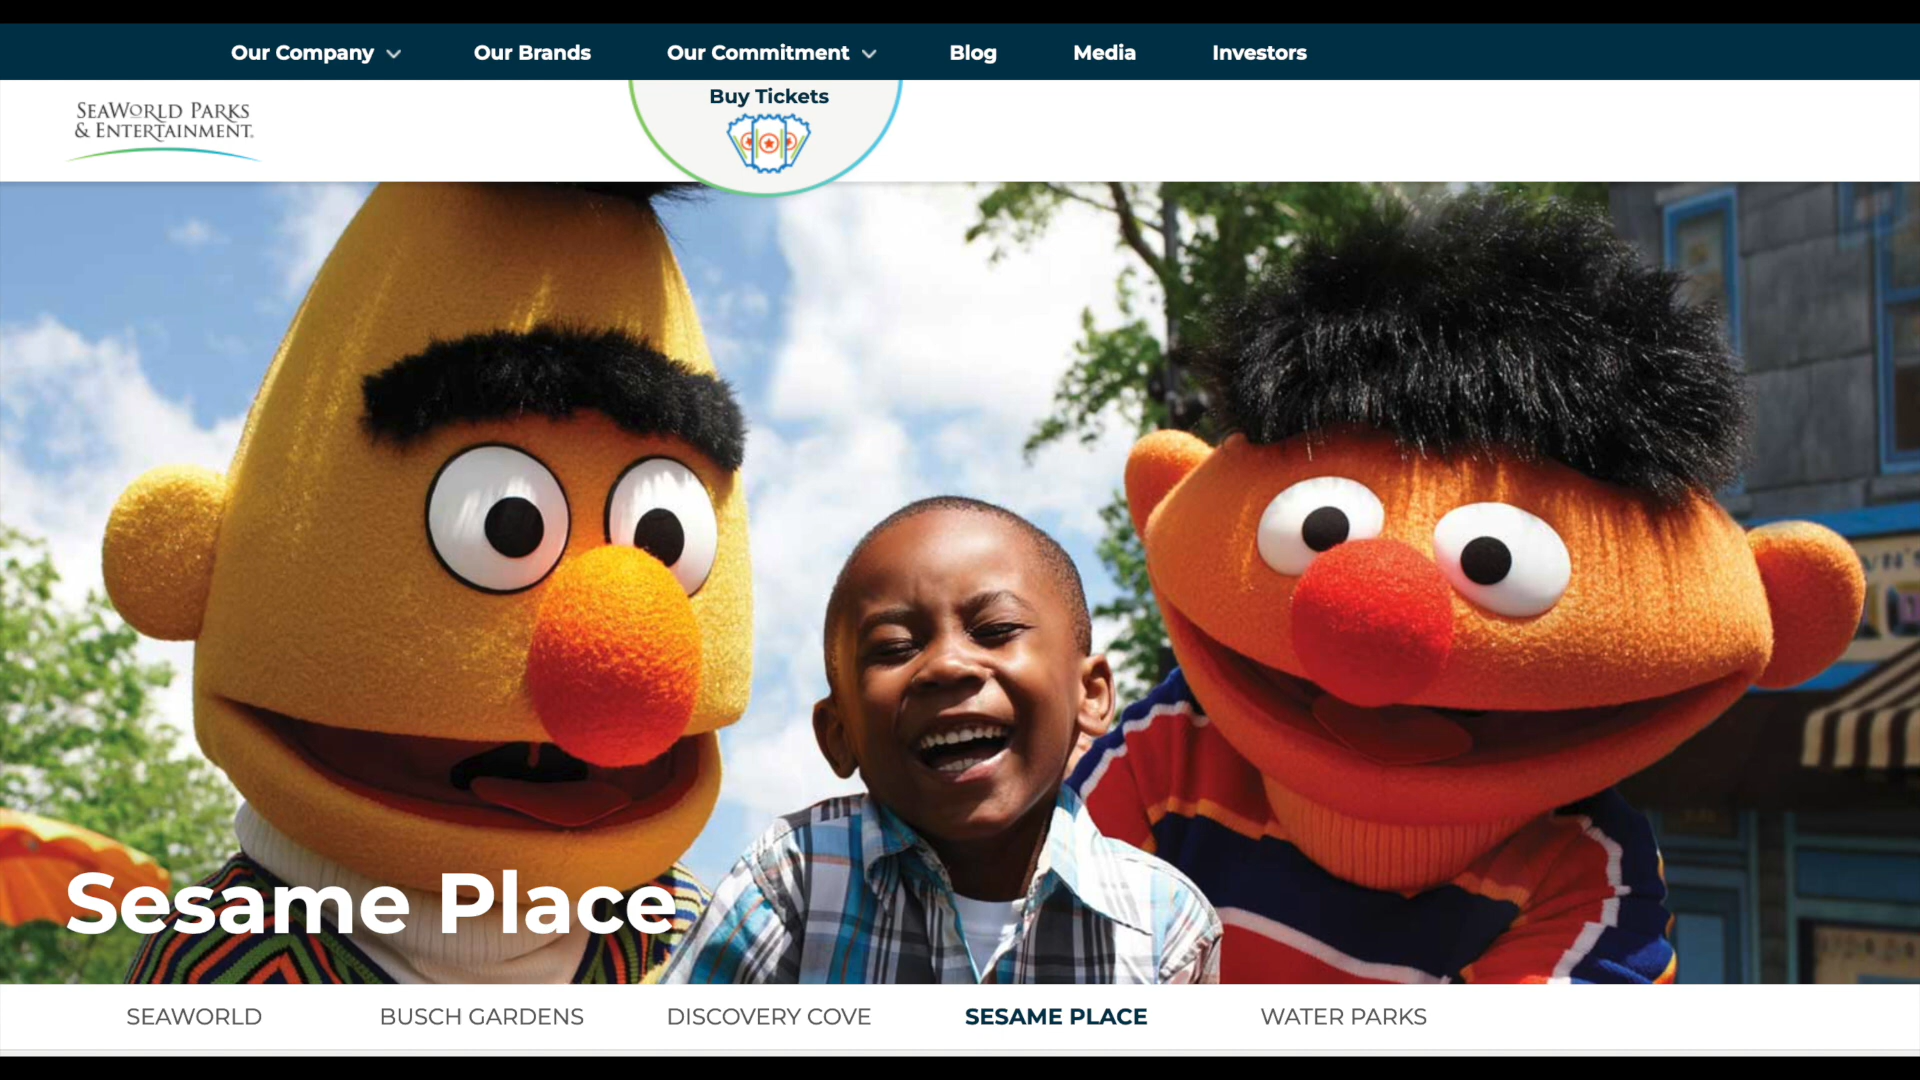 Our Company
Our Brands
Our Commitment
Blog
Media
Investors
Buy Tickets
SEAWORLD PARKS
& ENTERTAINMENT.
Sesame Place
SEAWORLD
BUSCH GARDENS
DISCOVERY COVE
SESAME PLACE
WATER PARKS